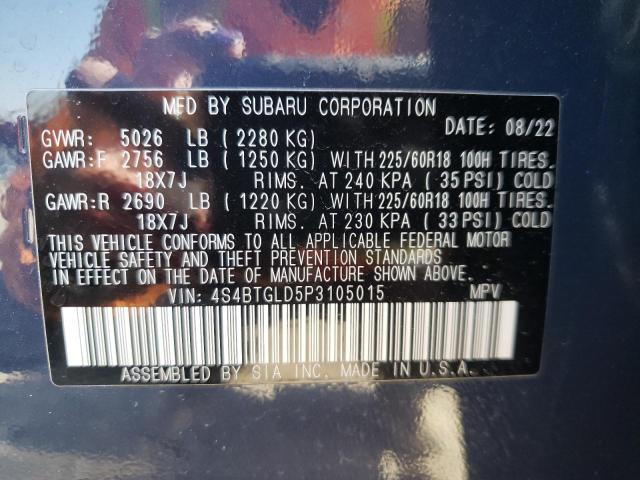 MFD BY SUBARU CORPORATION
DATE: 08/22
GVWR: 5026 LB ( 2280 KG)
GAWR:F 2756 LB ( 1250 KG) WITH 225/60R18 100H TIRES.
18X7J RIMS. AT 240 KPA ( 35 PSI) COLD
GAWR:R 2690 LB ( 1220 KG) WITH 225/60R18 100H TIRES.
18X7J RIMS. AT 230 KPA ( 33 PSI) COLD
THIS VEHICLE CONFORMS TO ALL APPLICABLE FEDERAL MOTOR
VEHICLE SAFETY AND THEFT PREVENTION STANDARDS
IN EFFECT ON THE DATE OF MANUFACTURE SHOWN ABOVE.
VIN: 4S4BTGLD5P3105015 MPV
ASSEMBLED BY SIA INC. MADE IN U.S.A.